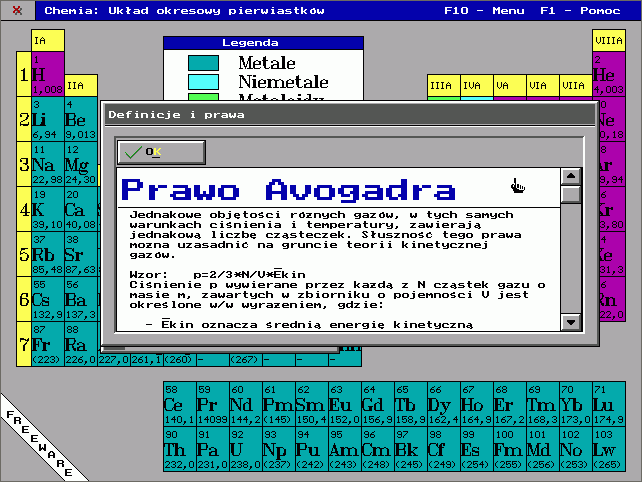 Chemia: Układ okresowy pierwiastków F10 - Menu F1 - Pomoc
Legenda
Metale
Niemetale
Metaloidy
IA
IIA
IIIA IVA VA VIA VIIA
VIIIA
1 1 H 1,008
2 He 4,003
2 3 Li 6,94 4 Be 9,013
Ne
3 11 Na 22,98 12 Mg 24,30
Ar
4 19 K 39,10 20 Ca 40,08
Kr
5 37 Rb 85,48 38 Sr 87,63
6 55 Cs 132,9 56 Ba 137,3
Rn
7 87 Fr (223) 88 Ra 226,0 227,0 261,1 (260) - (267) - -
Definicje i prawa
OK
Prawo Avogadra
Jednakowe objętości różnych gazów, w tych samych
warunkach ciśnienia i temperatury, zawierają
jednakową liczbę cząsteczek. Słuszność tego prawa
można uzasadnić na gruncie teorii kinetycznej
gazów.
Wzór: p=2/3*N/V*Ekin
Ciśnienie p wywierane przez każdą z N cząstek gazu o
masie m, zawartych w zbiorniku o pojemności V jest
określone w/w wyrażeniem, gdzie:
- Ekin oznacza średnią energię kinetyczną
58 59 60 61 62 63 64 65 66 67 68 69 70 71
Ce Pr Nd Pm Sm Eu Gd Tb Dy Ho Er Tm Yb Lu
140,1 14099 144,2 (145) 150,4 152,0 156,9 158,9 162,4 164,9 167,2 168,3 173,0 174,9
90 91 92 93 94 95 96 97 98 99 100 101 102 103
Th Pa U Np Pu Am Cm Bk Cf Es Fm Md No Lw
232,0 231,0 238,0 (237) (242) (243) (248) (245) (249) (254) (255) (256) (253) (265)
FREEWARE